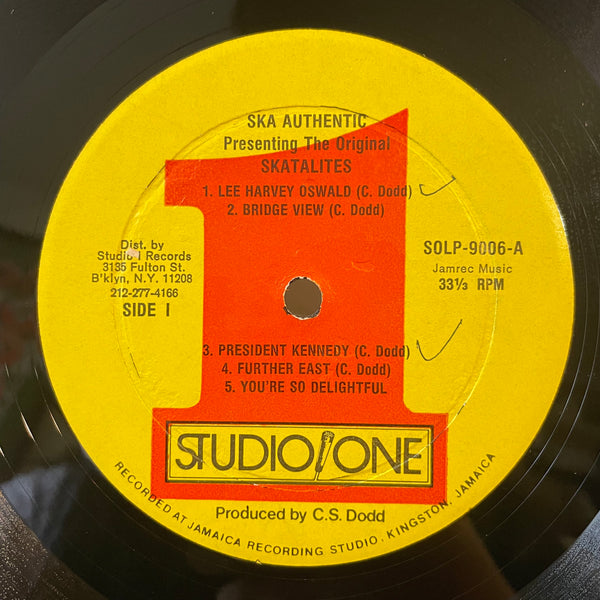 SKA AUTHENTIC
Presenting The Original
SKATALITES
1. LEE HARVEY OSWALD (C. Dodd)
2. BRIDGE VIEW (C. Dodd)
Dist. by
Studio I Records
3135 Fulton St.
B'klyn, N.Y. 11208
212-277-4166
SIDE I
SOLP-9006-A
Jamrec Music
33⅓ RPM
3. PRESIDENT KENNEDY (C. Dodd)
4. FURTHER EAST (C. Dodd)
5. YOU'RE SO DELIGHTFUL
STUDIO ONE
Produced by C.S. Dodd
RECORDED AT JAMAICA RECORDING STUDIO, KINGSTON, JAMAICA